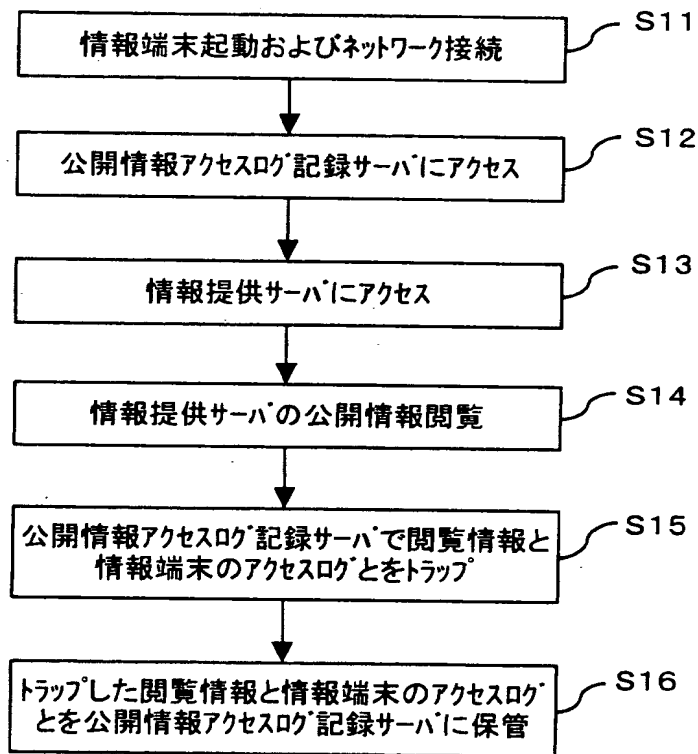 S11
情報端末起動およびネットワーク接続
S12
公開情報アクセスログ記録サーバにアクセス
S13
情報提供サーバにアクセス
S14
情報提供サーバの公開情報閲覧
S15
公開情報アクセスログ記録サーバで閲覧情報と
情報端末のアクセスログとをトラップ
S16
トラップした閲覧情報と情報端末のアクセスログ
とを公開情報アクセスログ記録サーバに保管